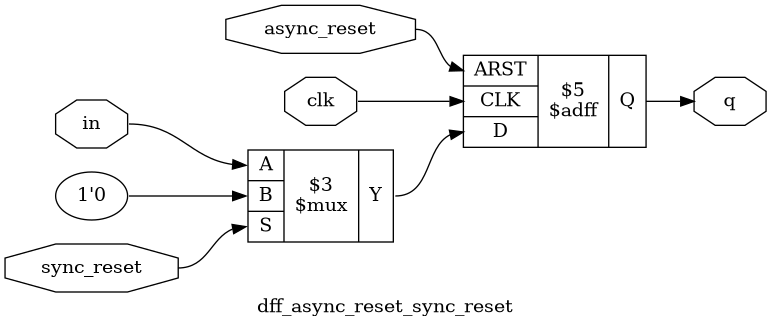 async_reset
clk
in
1'0
sync_reset
A
B
S
$3
$mux
Y
ARST
CLK
D
$5
$adff
Q
q
dff_async_reset_sync_reset